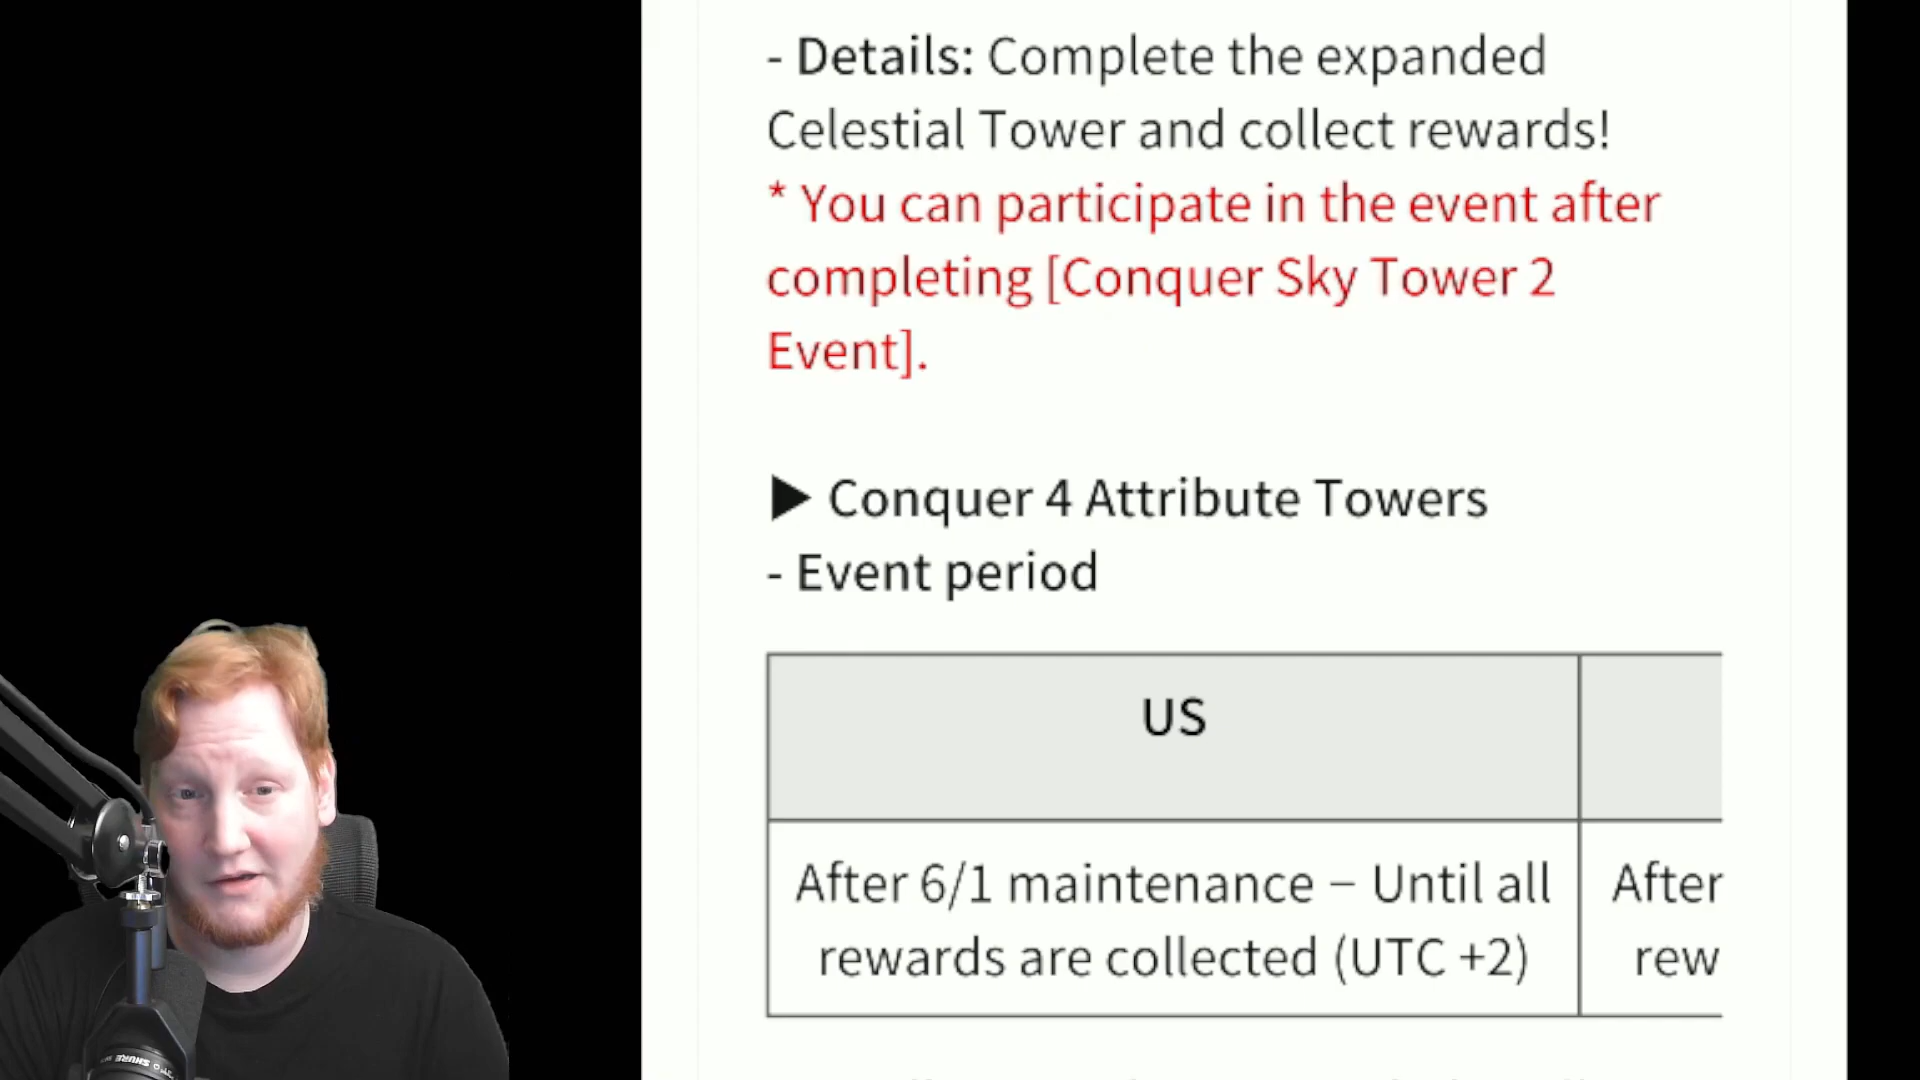 - Details: Complete the expanded
Celestial Tower and collect rewards!
* You can participate in the event after
completing [Conquer Sky Tower 2
Event].
▶ Conquer 4 Attribute Towers
- Event period
US
After 6/1 maintenance – Until all
rewards are collected (UTC +2)
After
rew
SHURE